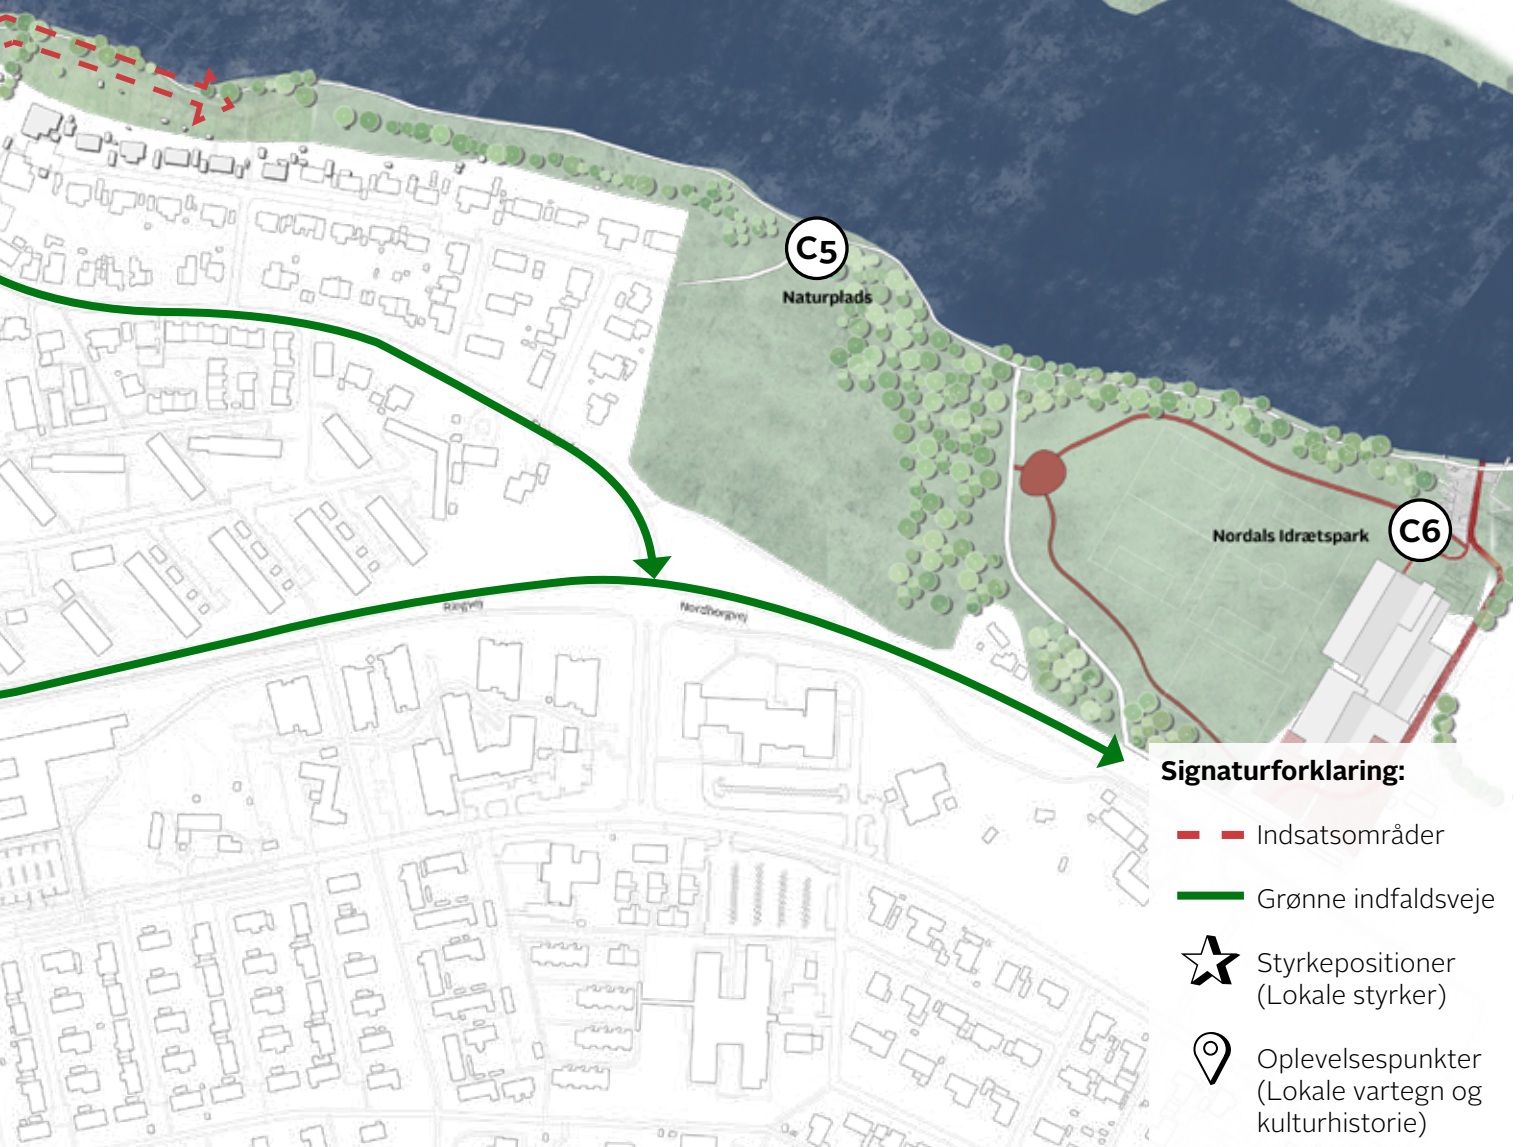 C5
Naturplads
Nordals Idrætspark
C6
Ringvej
Nordborgvej
Signaturforklaring:
Indsatsområder
Grønne indfaldsveje
Styrkepositioner
(Lokale styrker)
Oplevelsespunkter
(Lokale vartegn og
kulturhistorie)